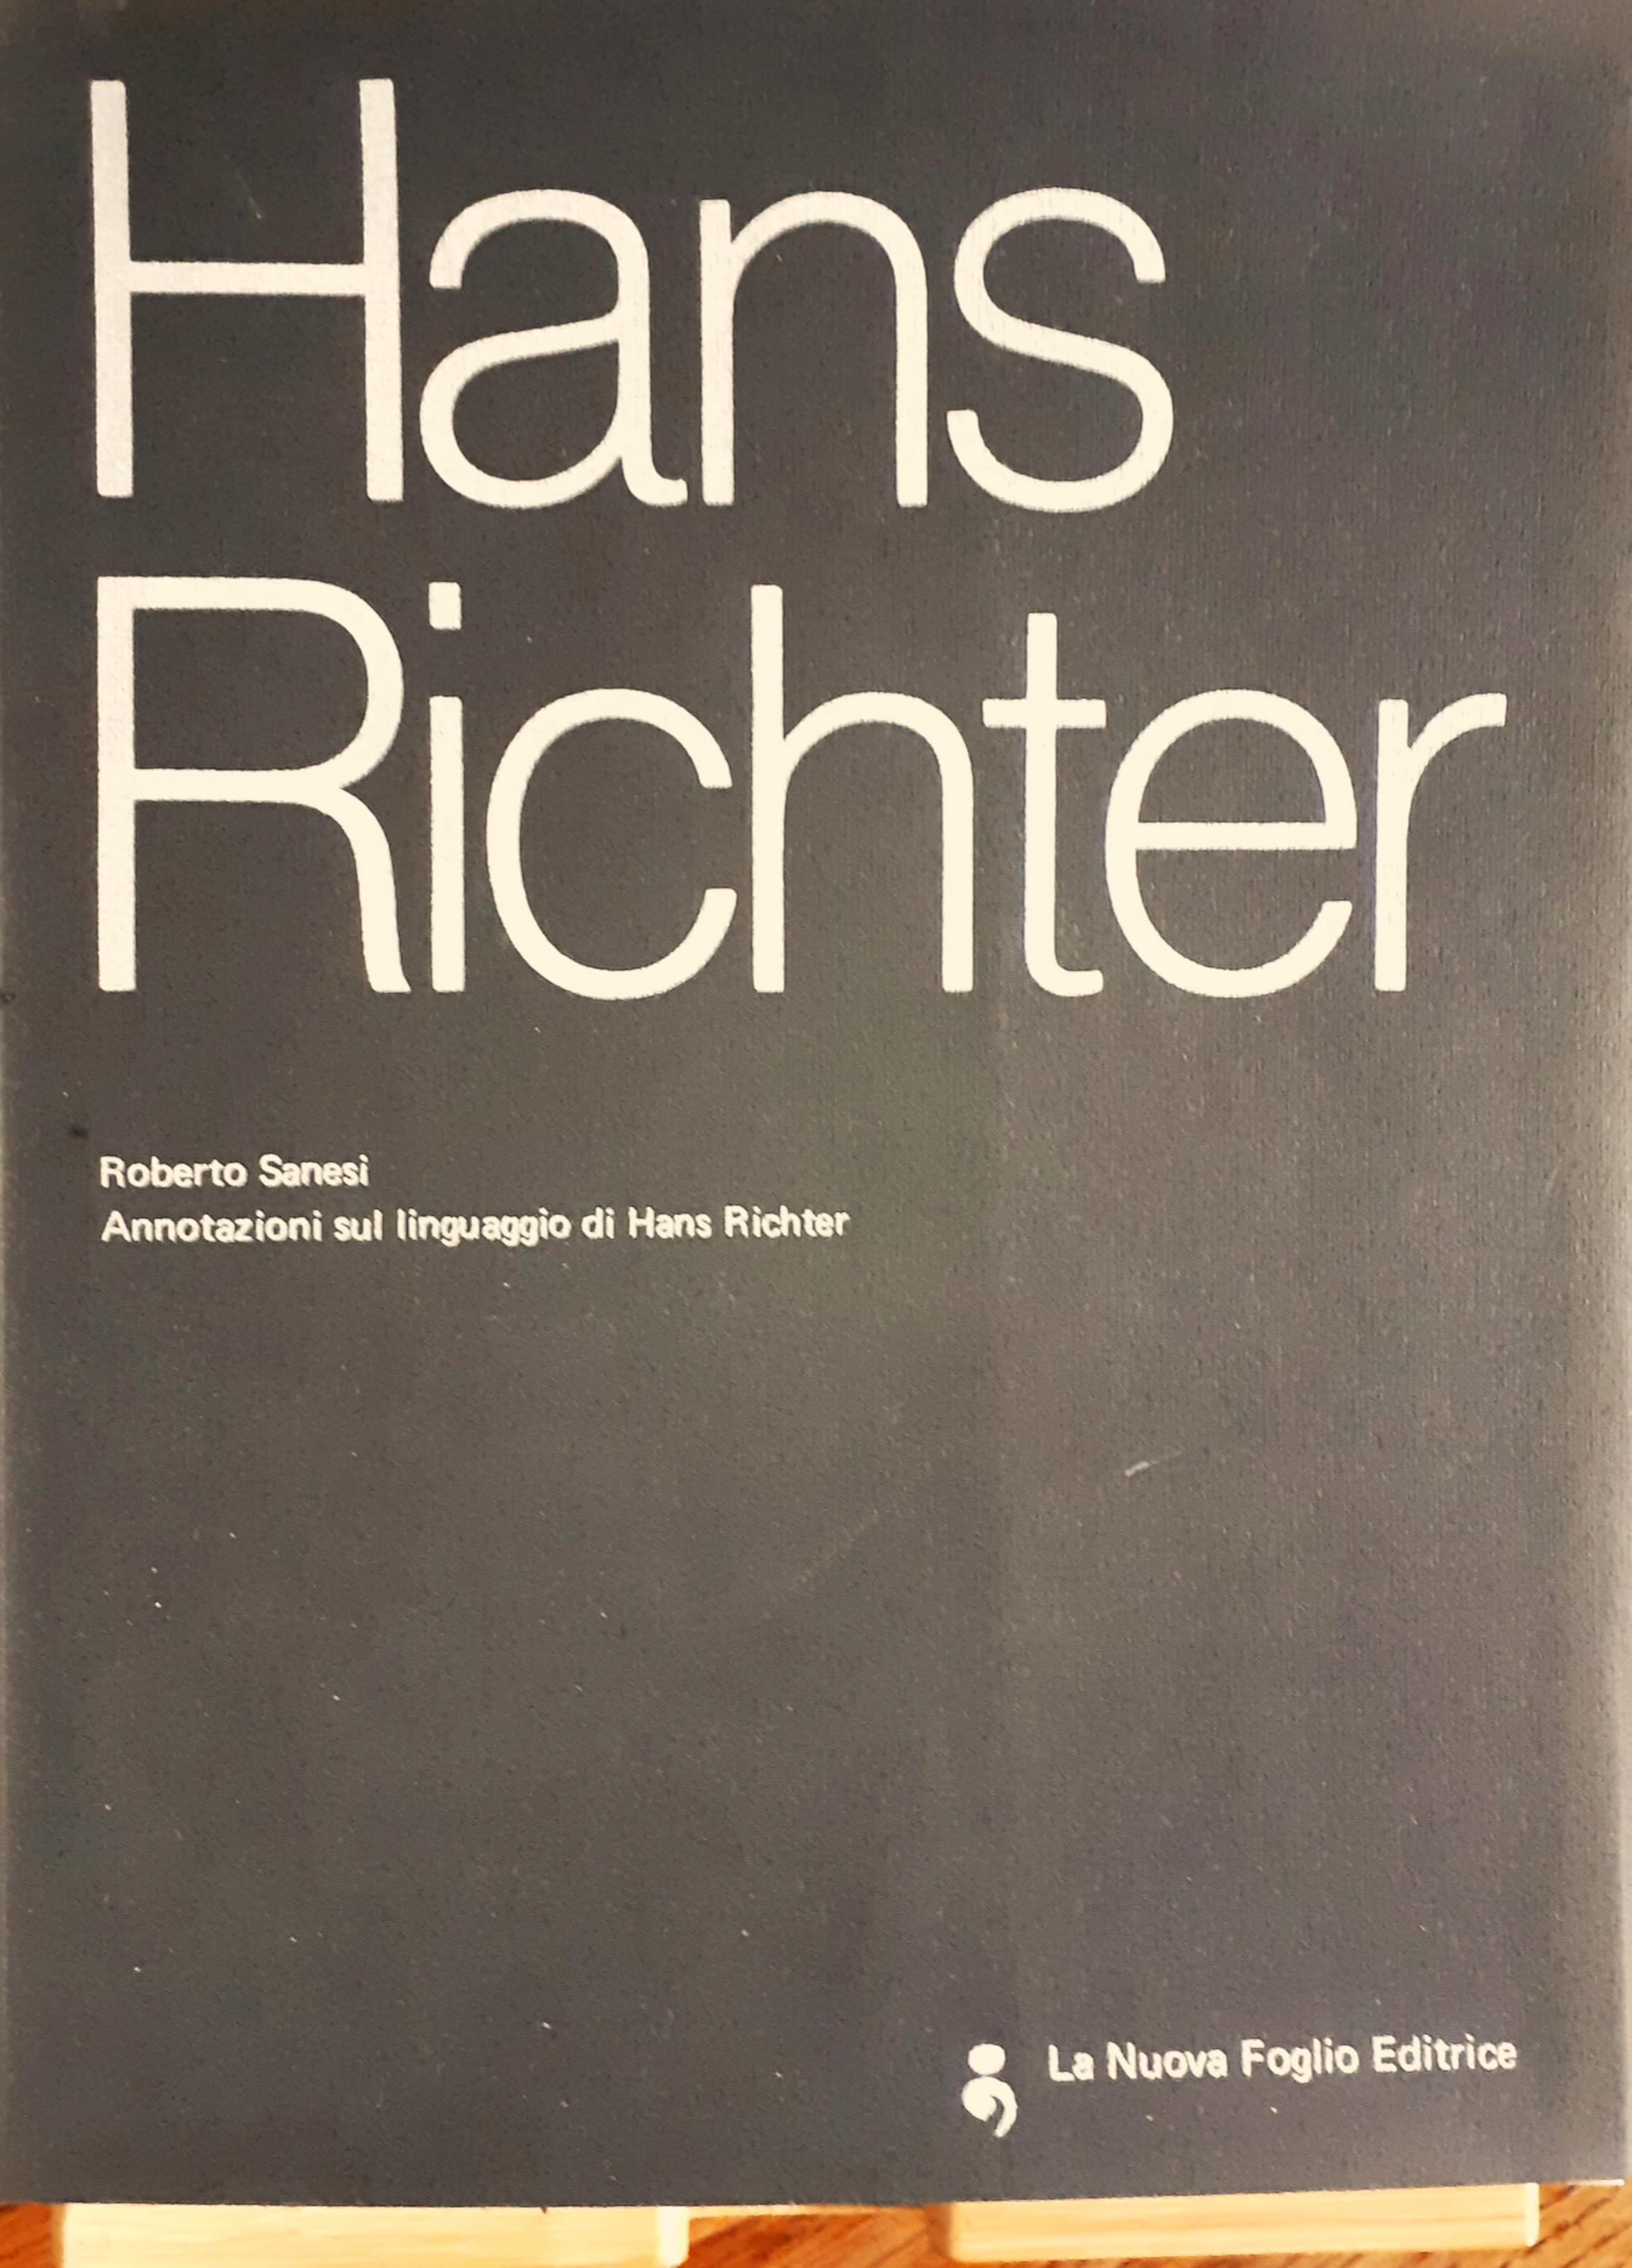 Hans
Richter
Roberto Sanesi
Annotazioni sul linguaggio di Hans Richter
La Nuova Foglio Editrice